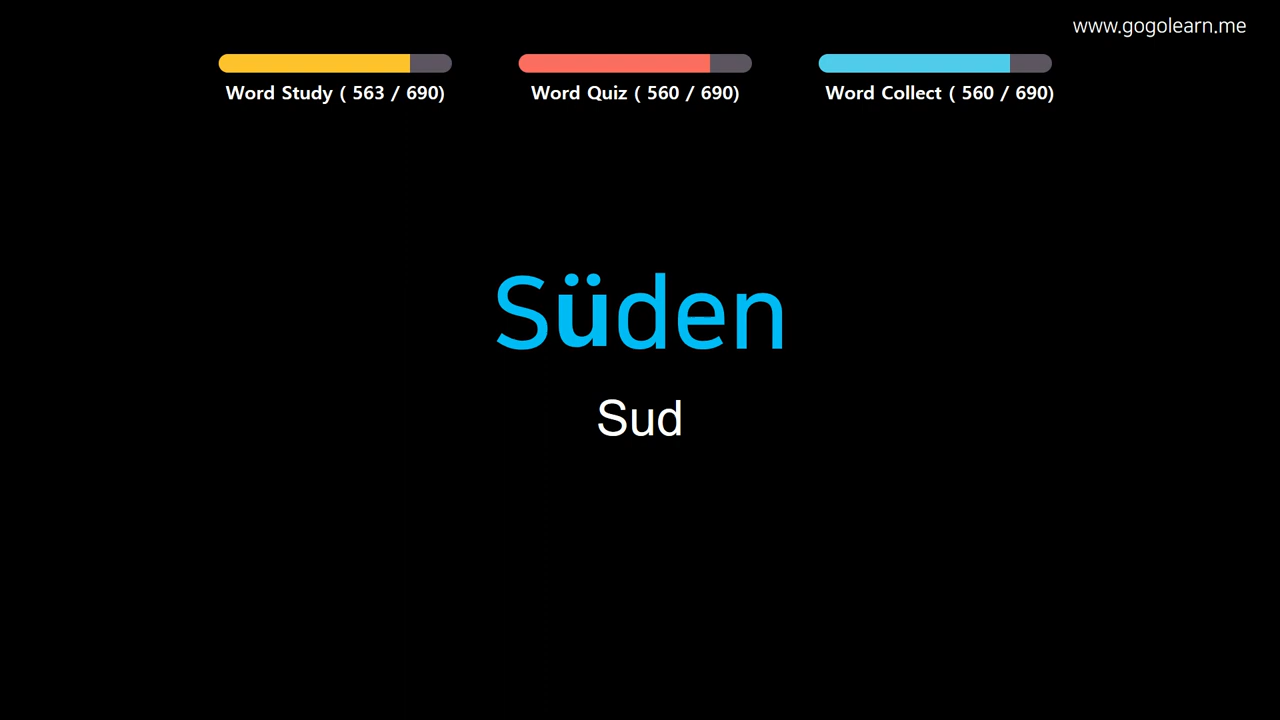 www.gogolearn.me
Word Study ( 563 / 690)
Word Quiz ( 560 / 690)
Word Collect ( 560 / 690)
Süden
Sud